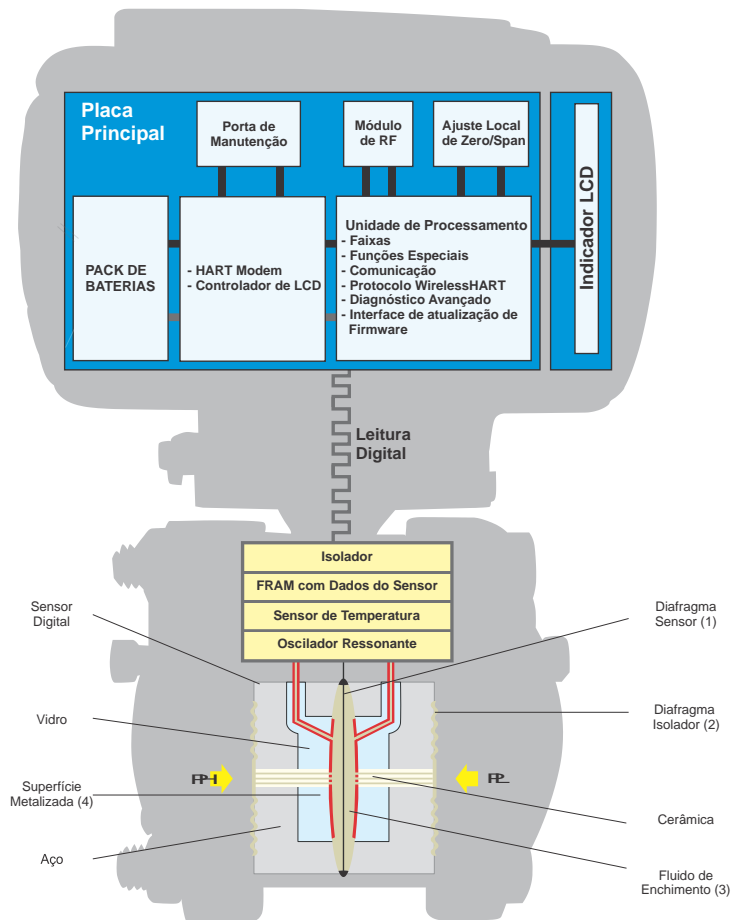 Placa
Principal
Porta de
Manutenção
Módulo
de RF
Ajuste Local
de Zero/Span
Indicador LCD
PACK DE
BATERIAS
- HART Modem
- Controlador de LCD
Unidade de Processamento
- Faixas
- Funções Especiais
- Comunicação
- Protocolo WirelessHART
- Diagnóstico Avançado
- Interface de atualização de
Firmware
Leitura
Digital
Isolador
FRAM com Dados do Sensor
Sensor de Temperatura
Oscilador Ressonante
Sensor
Digital
Diafragma
Sensor (1)
Vidro
Diafragma
Isolador (2)
Superfície
Metalizada (4)
Cerâmica
Aço
Fluido de
Enchimento (3)